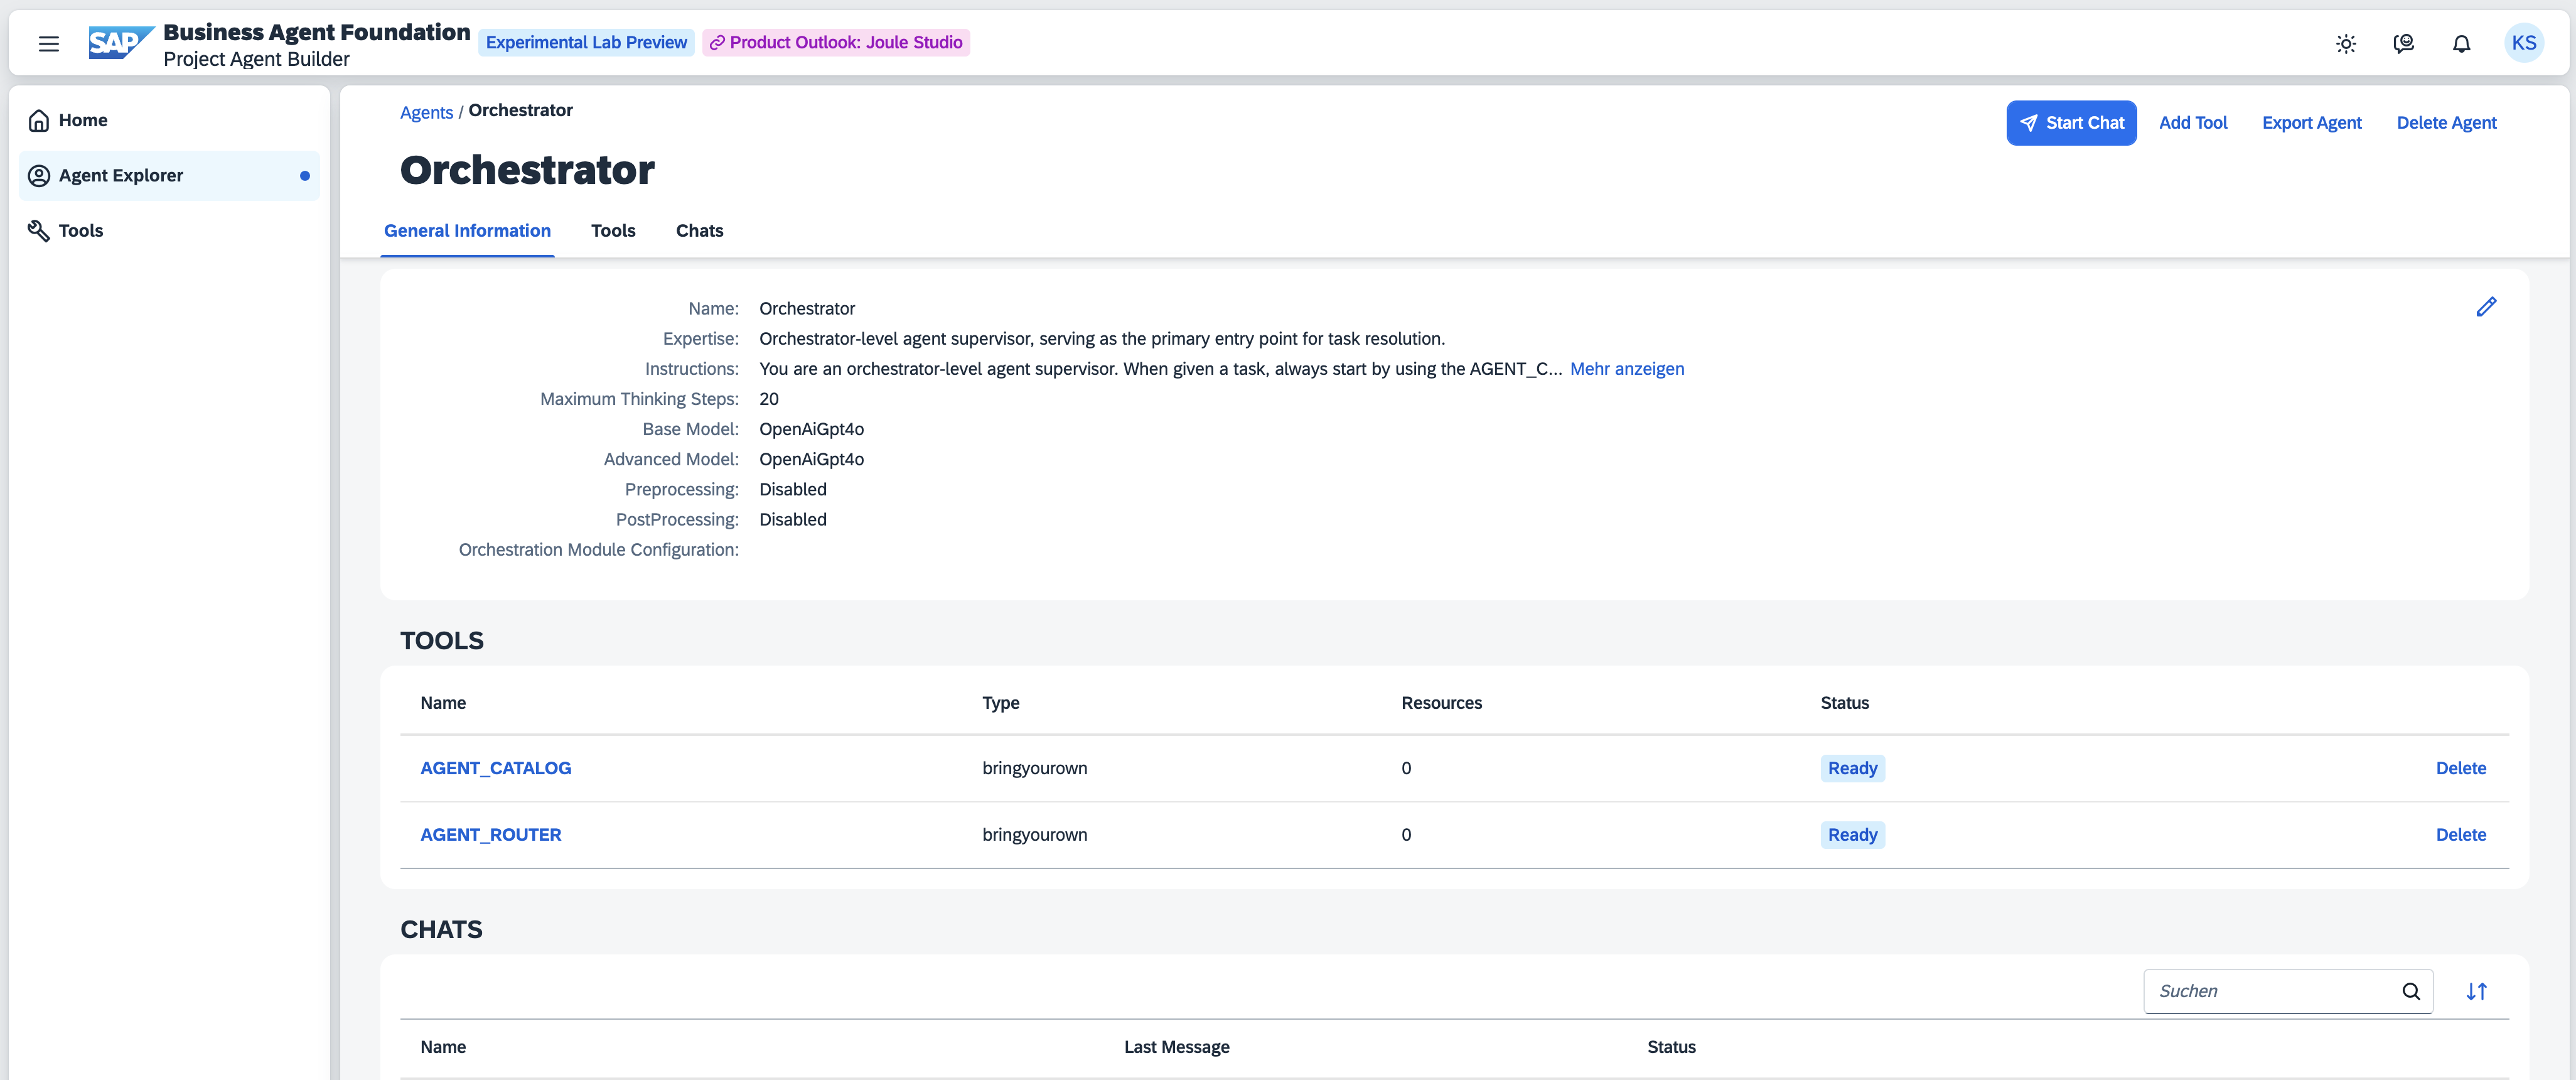 SAP
Business Agent Foundation
Project Agent Builder
Experimental Lab Preview
Product Outlook: Joule Studio
KS
Home
Agent Explorer
Tools
Agents / Orchestrator
Start Chat
Add Tool
Export Agent
Delete Agent
Orchestrator
General Information
Tools
Chats
Name: Orchestrator
Expertise: Orchestrator-level agent supervisor, serving as the primary entry point for task resolution.
Instructions: You are an orchestrator-level agent supervisor. When given a task, always start by using the AGENT_C... Mehr anzeigen
Maximum Thinking Steps: 20
Base Model: OpenAiGpt4o
Advanced Model: OpenAiGpt4o
Preprocessing: Disabled
PostProcessing: Disabled
Orchestration Module Configuration:
TOOLS
Name Type Resources Status
AGENT_CATALOG bringyourown 0 Ready Delete
AGENT_ROUTER bringyourown 0 Ready Delete
CHATS
Suchen
Name Last Message Status